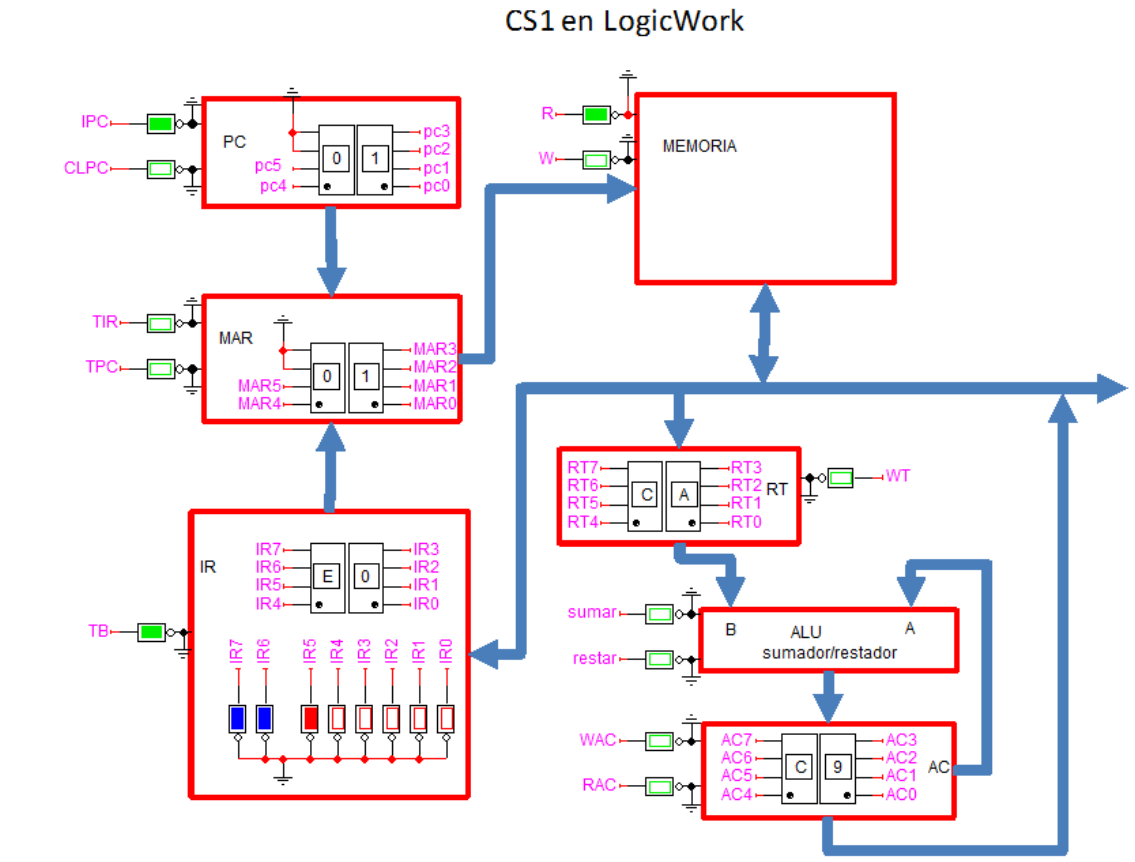 CS1 en LogicWork
IPC
CLPC
PC
pc5
pc4
0 1
pc3
pc2
pc1
pc0
R
W
MEMORIA
TIR
TPC
MAR
MAR5
MAR4
0 1
MAR3
MAR2
MAR1
MAR0
RT7
RT6
RT5
RT4
C A
RT3
RT2
RT1
RT0
RT
WT
IR
TB
IR7
IR6
IR5
IR4
E 0
IR3
IR2
IR1
IR0
IR7 IR6 IR5 IR4 IR3 IR2 IR1 IR0
sumar
restar
B ALU A
sumador/restador
WAC
RAC
AC7
AC6
AC5
AC4
C 9
AC3
AC2
AC1
AC0
AC